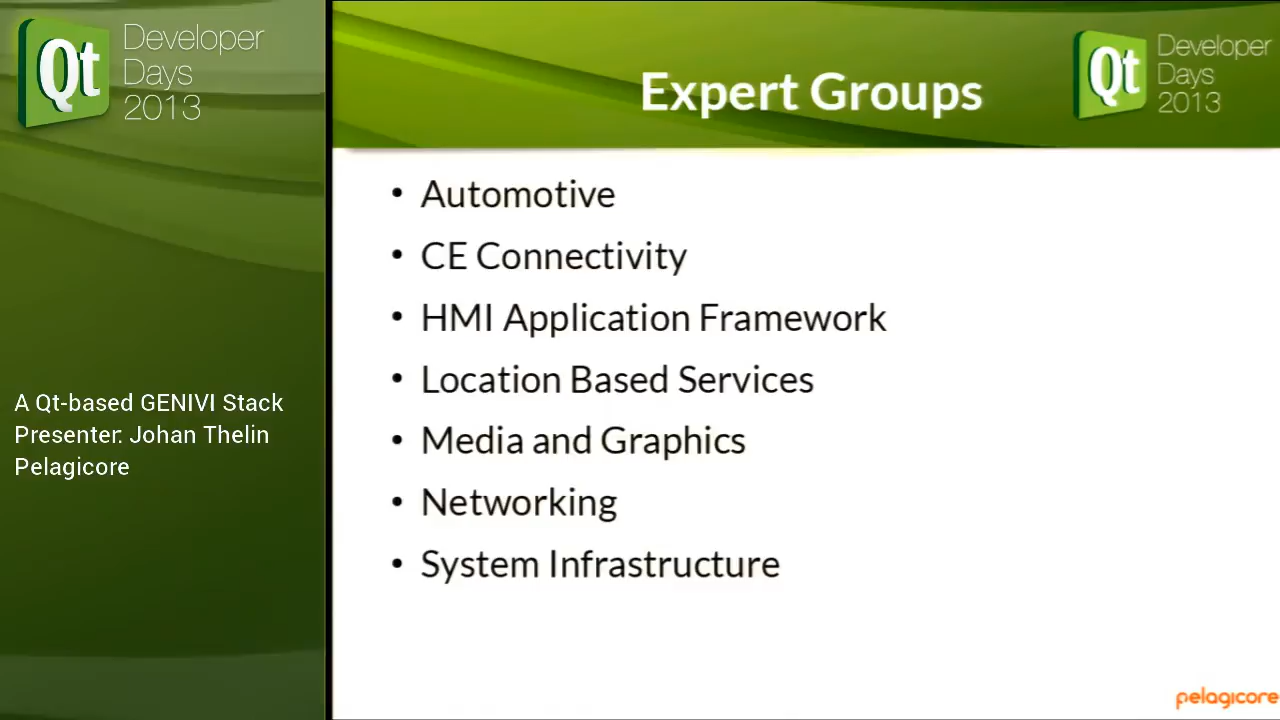 Qt Developer
Days
2013
A Qt-based GENIVI Stack
Presenter: Johan Thelin
Pelagicore
Expert Groups
Qt Developer
Days
2013
• Automotive
• CE Connectivity
• HMI Application Framework
• Location Based Services
• Media and Graphics
• Networking
• System Infrastructure
pelagicore